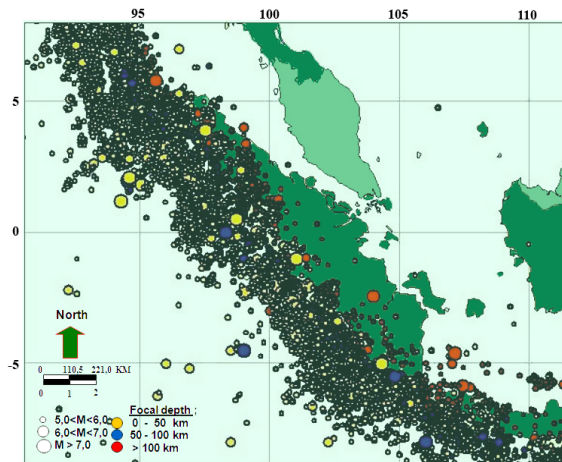 95 100 105 110
5
0
-5
North
0 110,5 221,0 KM
0 1 2
Focal depth ;
5,0<M<6,0 0 - 50 km
6,0<M<7,0 50 - 100 km
M > 7,0 > 100 km